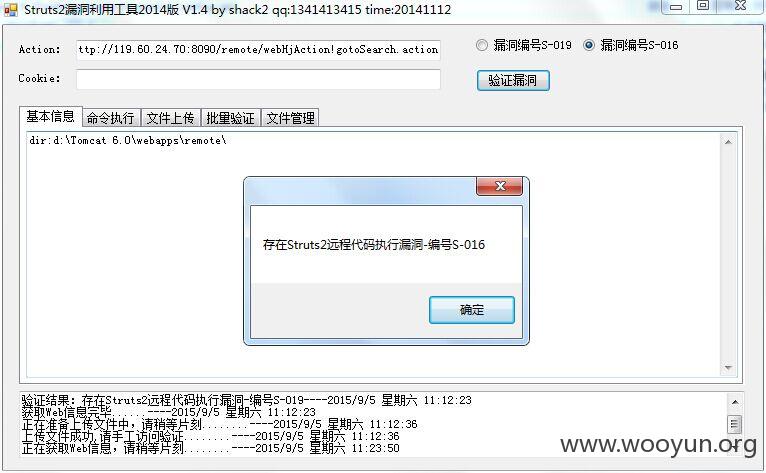 Struts2漏洞利用工具2014版 V1.4 by shack2 qq:1341413415 time:20141112
Action: ttp://119.60.24.70:8090/remote/webHjAction!gotoSearch.action 漏洞编号S-019 漏洞编号S-016
Cookie: 验证漏洞
基本信息 命令执行 文件上传 批量验证 文件管理
dir:d:\Tomcat 6.0\webapps\remote\
存在Struts2远程代码执行漏洞-编号S-016
确定
验证结果: 存在Struts2远程代码执行漏洞-编号S-019----2015/9/5 星期六 11:12:23
获取Web信息完毕......----2015/9/5 星期六 11:12:23
正在准备上传文件中,请稍等片刻........----2015/9/5 星期六 11:12:36
上传文件成功,请手工访问验证........----2015/9/5 星期六 11:12:36
正在获取Web信息, 请稍等片刻........----2015/9/5 星期六 11:23:50
www.wooyun.org